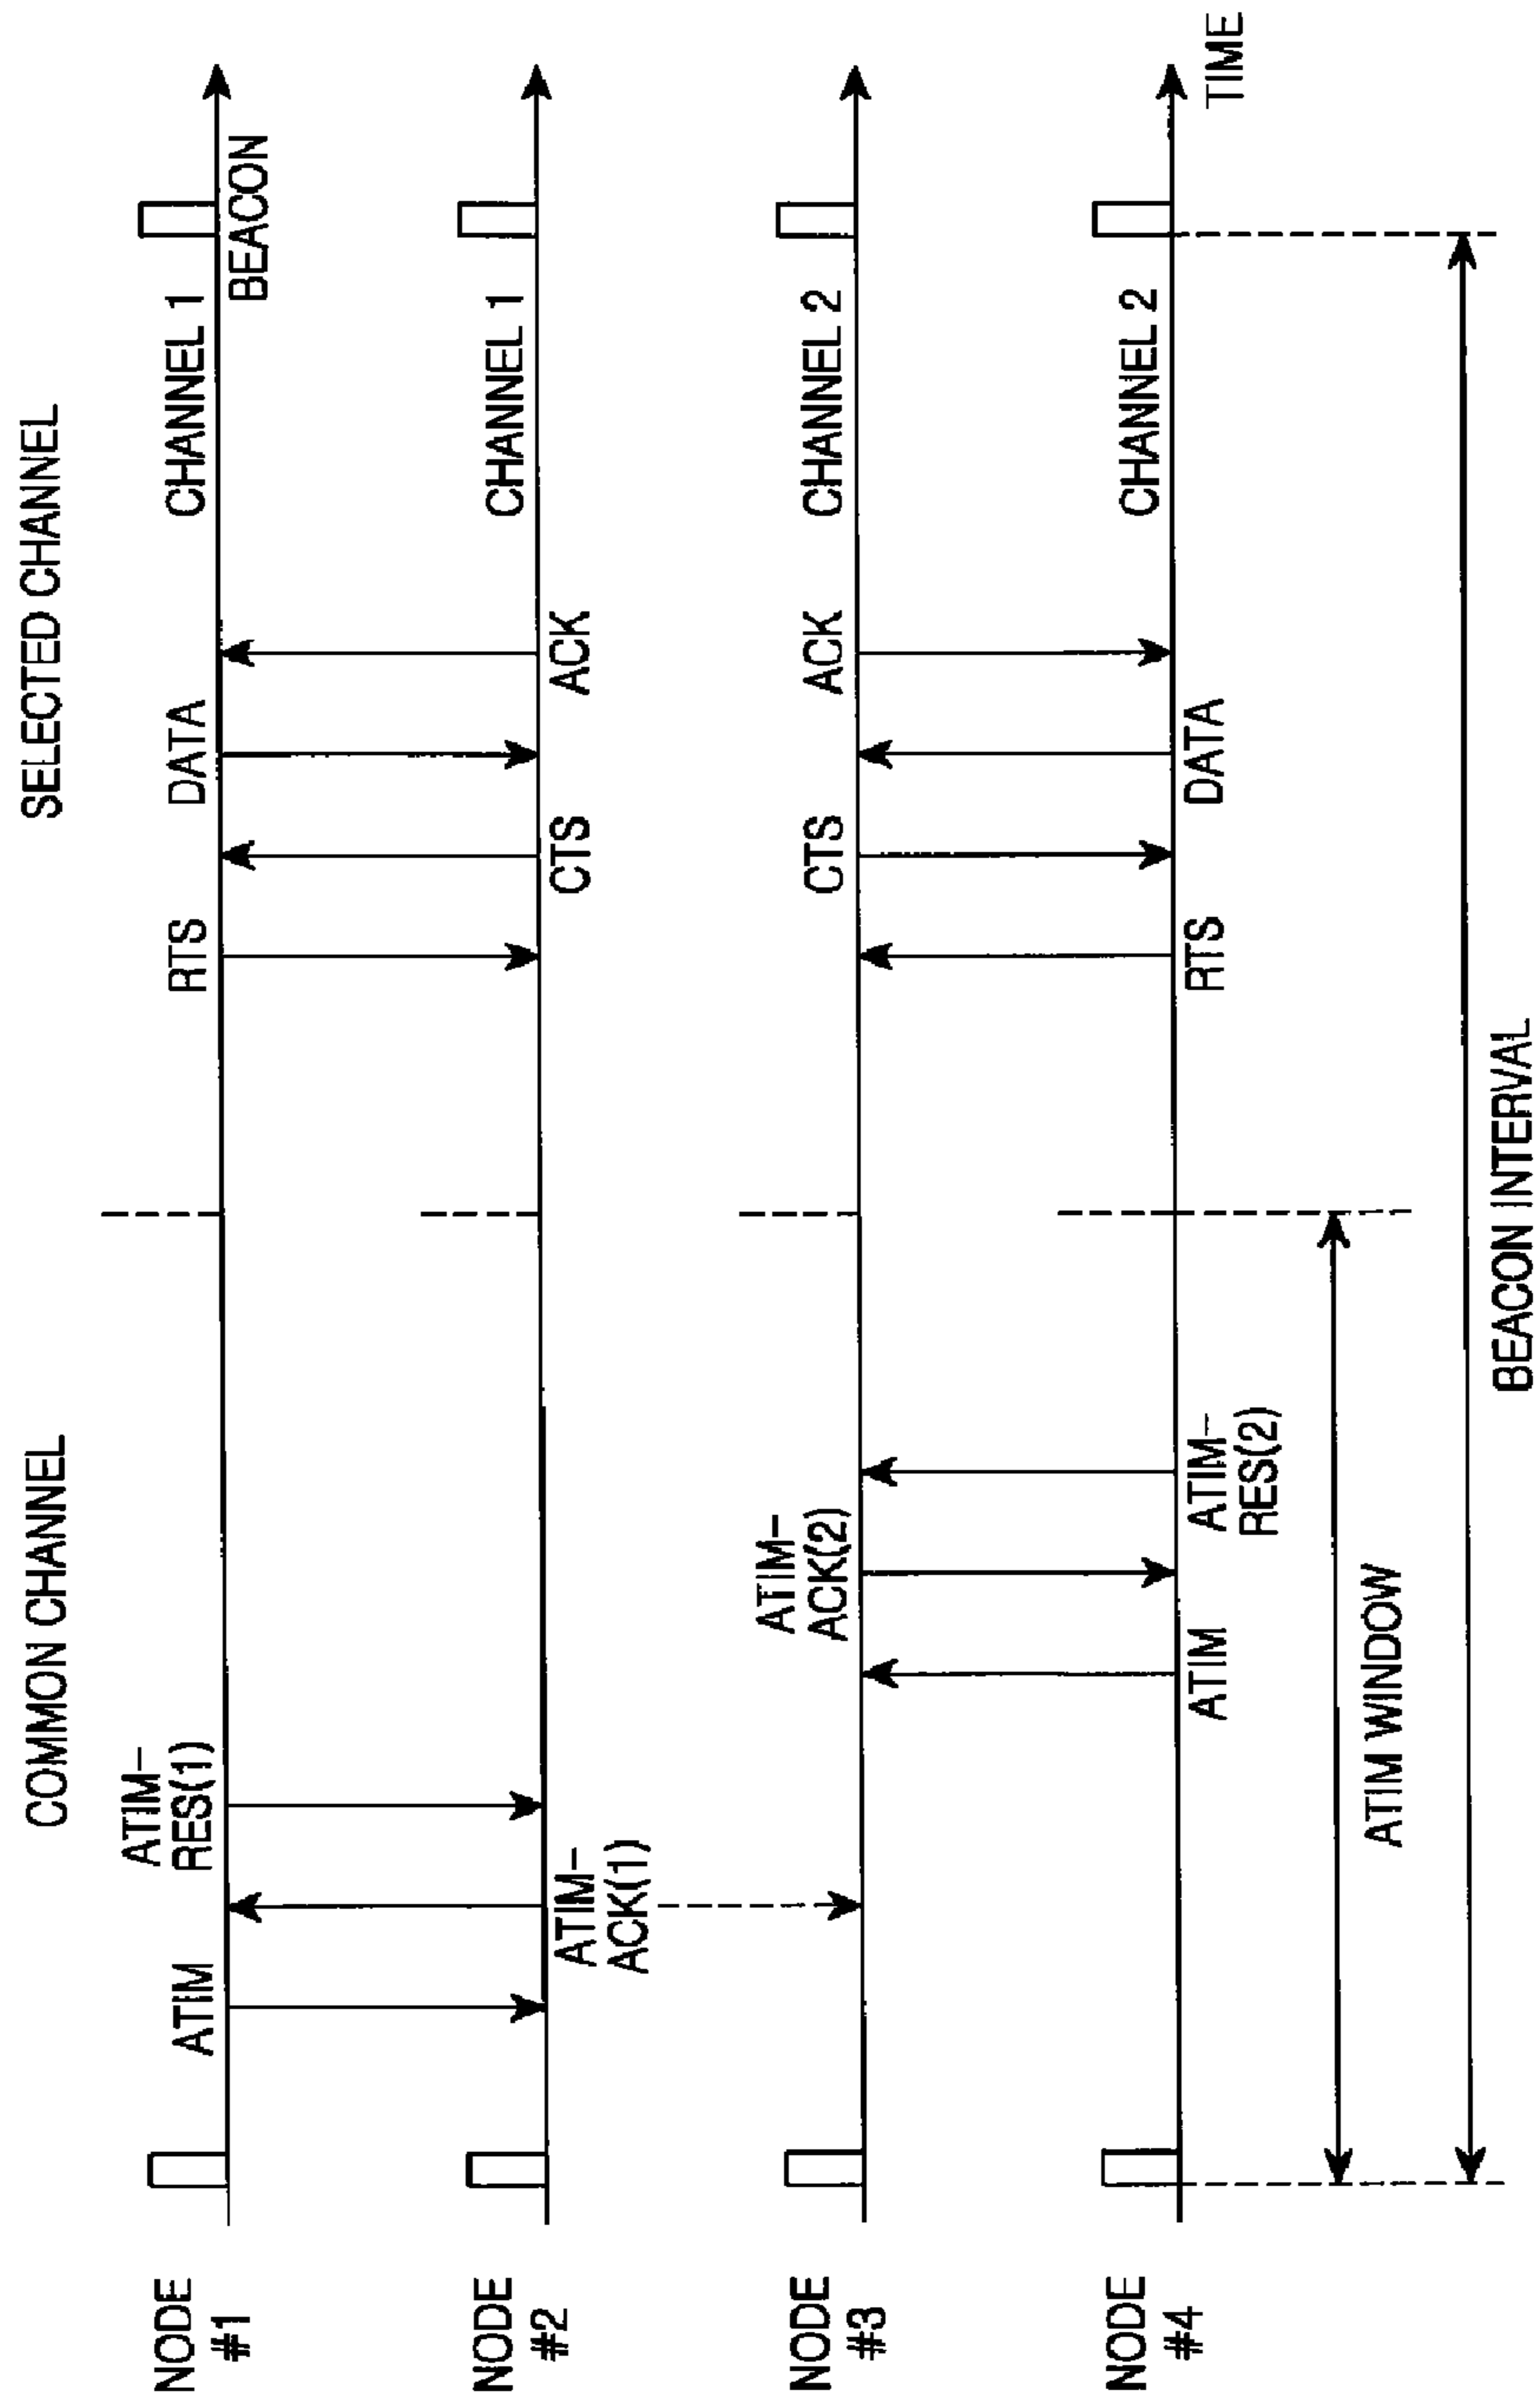 COMMON CHANNEL
SELECTED CHANNEL
NODE
#1
ATIM
ATIM-
RES(1)
RTS
DATA
CHANNEL 1
BEACON
NODE
#2
ATIM-
ACK(1)
CTS
ACK
CHANNEL 1
NODE
#3
ATIM-
ACK(2)
CTS
ACK
CHANNEL 2
NODE
#4
ATIM
ATIM-
RES(2)
RTS
DATA
CHANNEL 2
TIME
ATIM WINDOW
BEACON INTERVAL